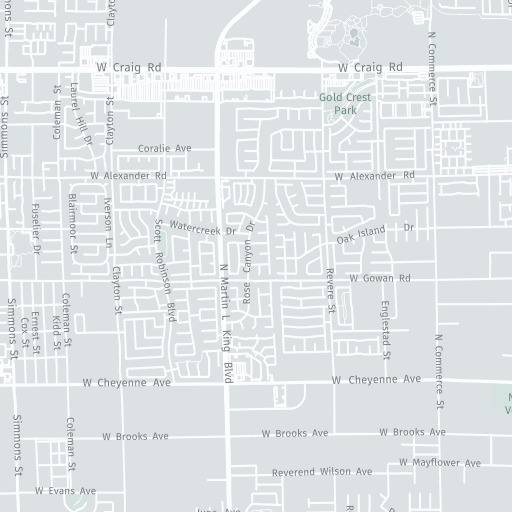 Simmons St
Clayton St
N Commerce St
W Craig Rd
W Craig Rd
Gold Crest
Park
Simmons St
Coleman St
Laurel Hill Dr
Clayton St
Coralie Ave
W Alexander Rd
W Alexander Rd
Fuselier Dr
Blairmoor St
Iverson Ln
Scott Robinson Blvd
Watercreek Dr
Rose Canyon Dr
Oak Island Dr
Clayton St
N Martin L King Blvd
Revere St
W Gowan Rd
Englestad St
Simmons St
Cox St
Ernest St
Kidd St
Coleman St
N Commerce St
W Cheyenne Ave
W Cheyenne Ave
Simmons St
Coleman St
W Brooks Ave
W Brooks Ave
W Brooks Ave
Reverend Wilson Ave
W Mayflower Ave
W Evans Ave